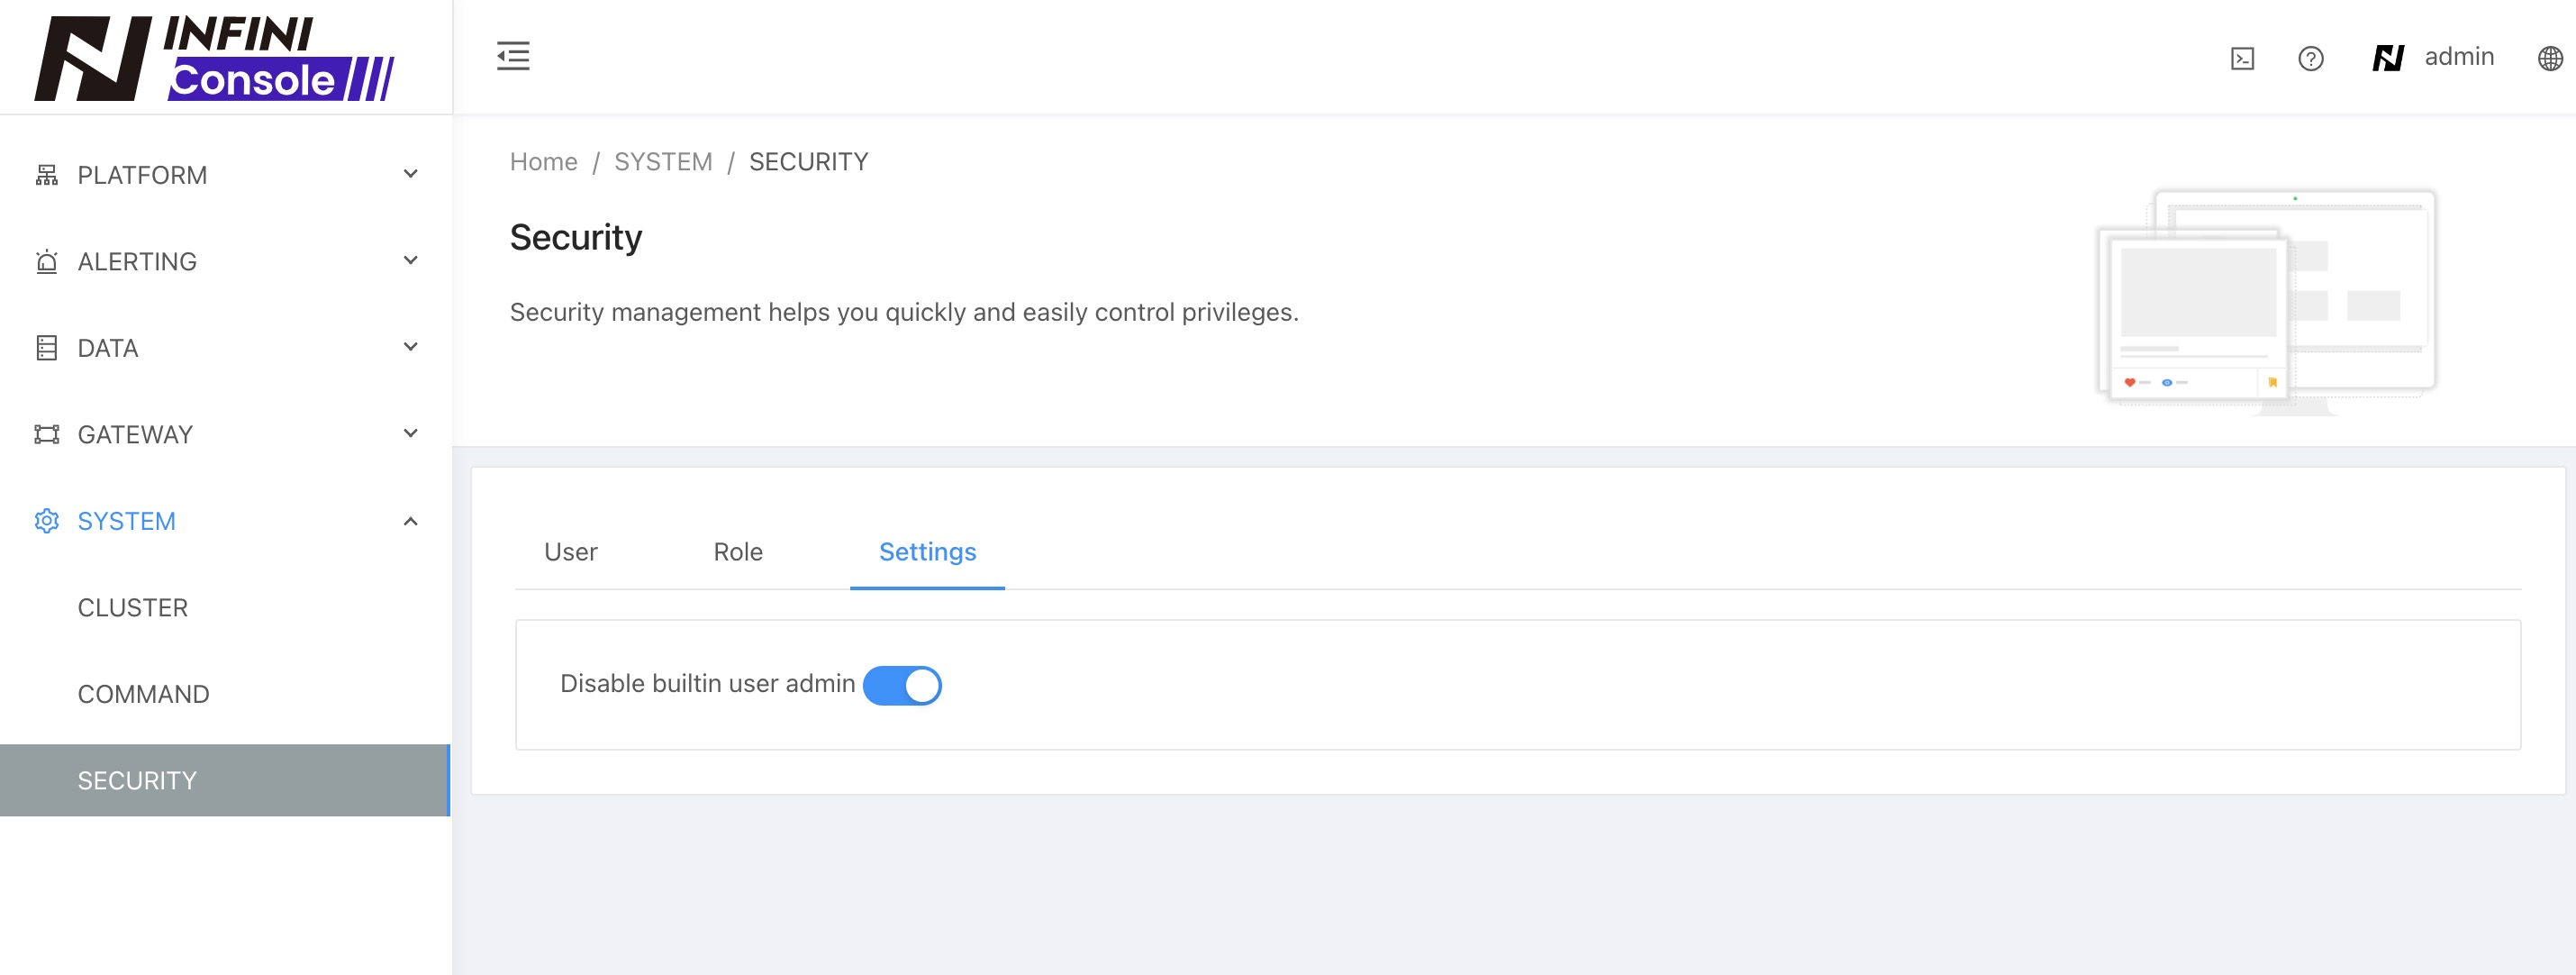 INFINI
Console
admin
PLATFORM
ALERTING
DATA
GATEWAY
SYSTEM
CLUSTER
COMMAND
SECURITY
Home / SYSTEM / SECURITY
Security
Security management helps you quickly and easily control privileges.
User Role Settings
Disable builtin user admin